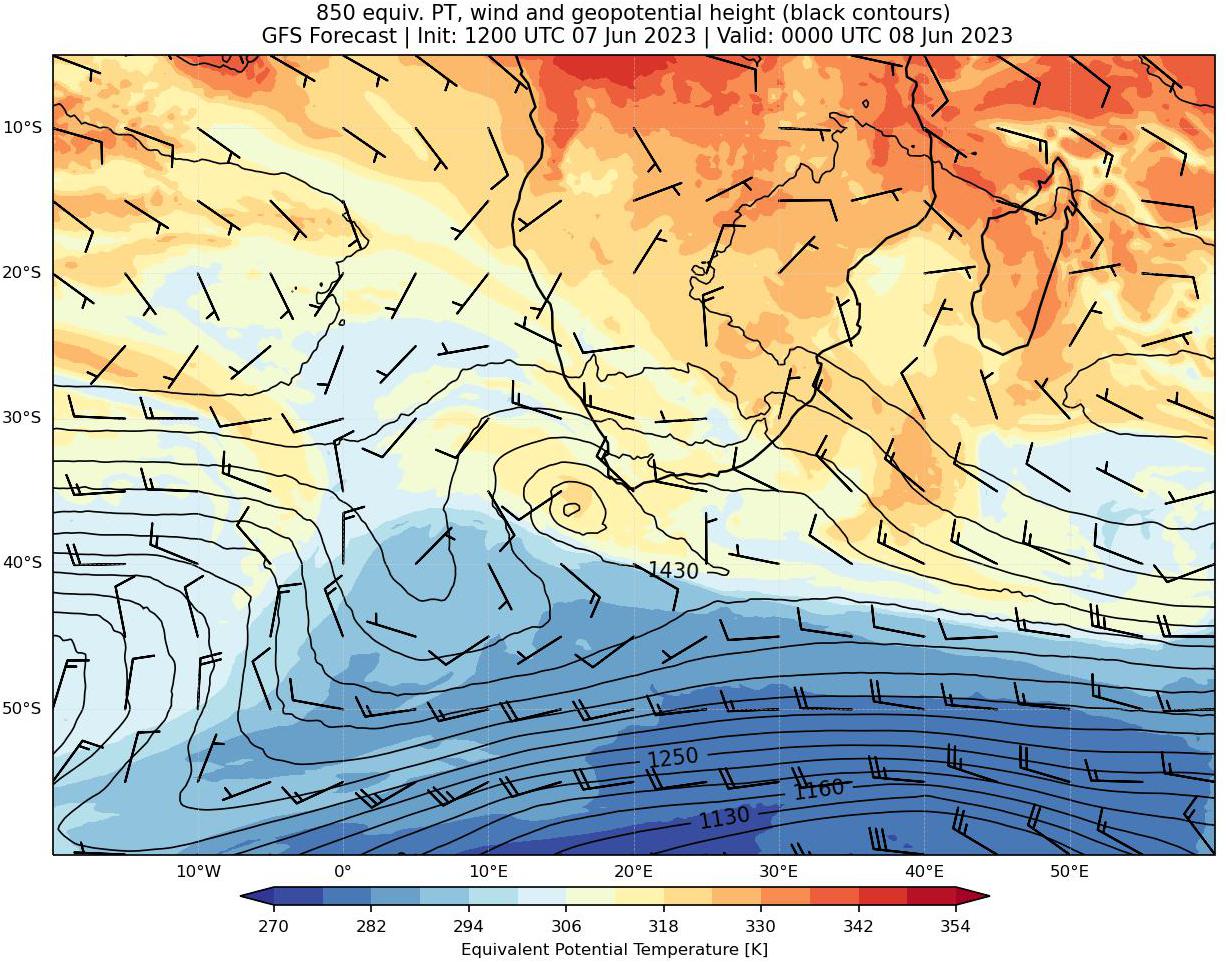 850 equiv. PT, wind and geopotential height (black contours)
GFS Forecast | Init: 1200 UTC 07 Jun 2023 | Valid: 0000 UTC 08 Jun 2023
10°S
20°S
30°S
40°S
50°S
1430
1250
1160
1130
10°W 0° 10°E 20°E 30°E 40°E 50°E
270 282 294 306 318 330 342 354
Equivalent Potential Temperature [K]